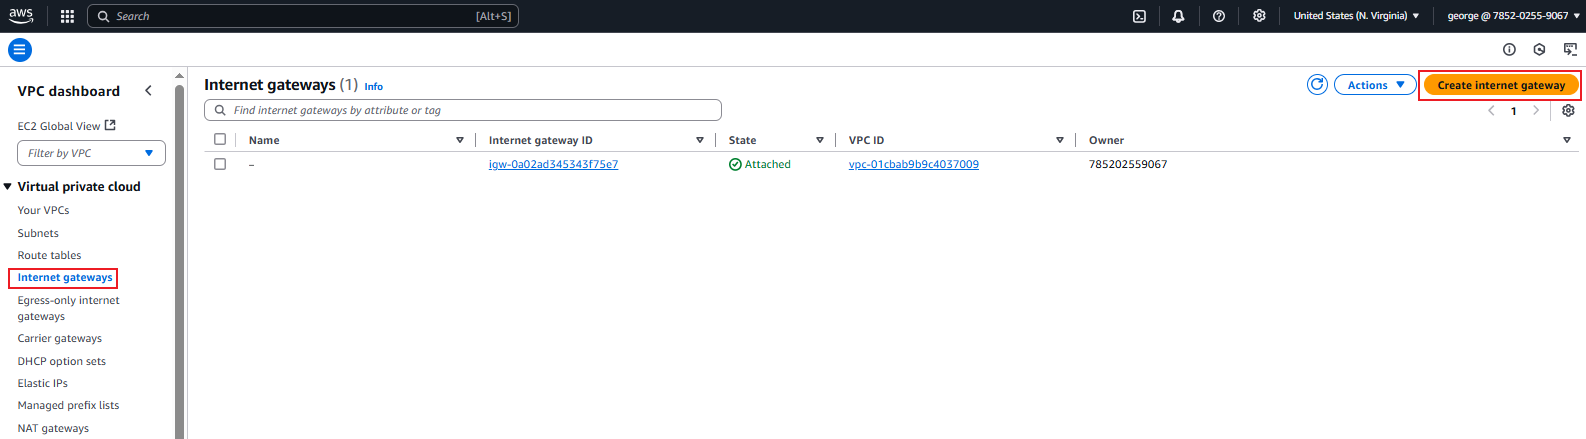 aws Search [Alt+S] United States (N. Virginia) george @ 7852-0255-9067
VPC dashboard
EC2 Global View
Filter by VPC
Virtual private cloud
Your VPCs
Subnets
Route tables
Internet gateways
Egress-only internet
gateways
Carrier gateways
DHCP option sets
Elastic IPs
Managed prefix lists
NAT gateways
Internet gateways (1) Info
Actions
Create internet gateway
Find internet gateways by attribute or tag
1
Name Internet gateway ID State VPC ID Owner
– igw-0a02ad345343f75e7 Attached vpc-01cbab9b9c4037009 785202559067